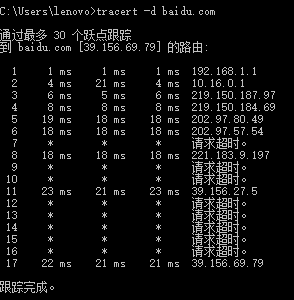 C:\Users\lenovo>tracert -d baidu.com
通过最多 30 个跃点跟踪
到 baidu.com [39.156.69.79] 的路由:
1 1 ms 1 ms 1 ms 192.168.1.1
2 4 ms 21 ms 4 ms 10.16.0.1
3 6 ms 5 ms 6 ms 219.150.187.97
4 9 ms 9 ms 9 ms 219.150.184.69
5 19 ms 18 ms 18 ms 202.97.80.49
6 18 ms 18 ms 18 ms 202.97.57.54
7 * * * 请求超时。
8 18 ms 18 ms 18 ms 221.183.9.197
9 * * * 请求超时。
10 * * * 请求超时。
11 23 ms 21 ms 23 ms 39.156.27.5
12 * * * 请求超时。
13 * * * 请求超时。
14 * * * 请求超时。
15 * * * 请求超时。
16 * * * 请求超时。
17 22 ms 21 ms 21 ms 39.156.69.79
跟踪完成。